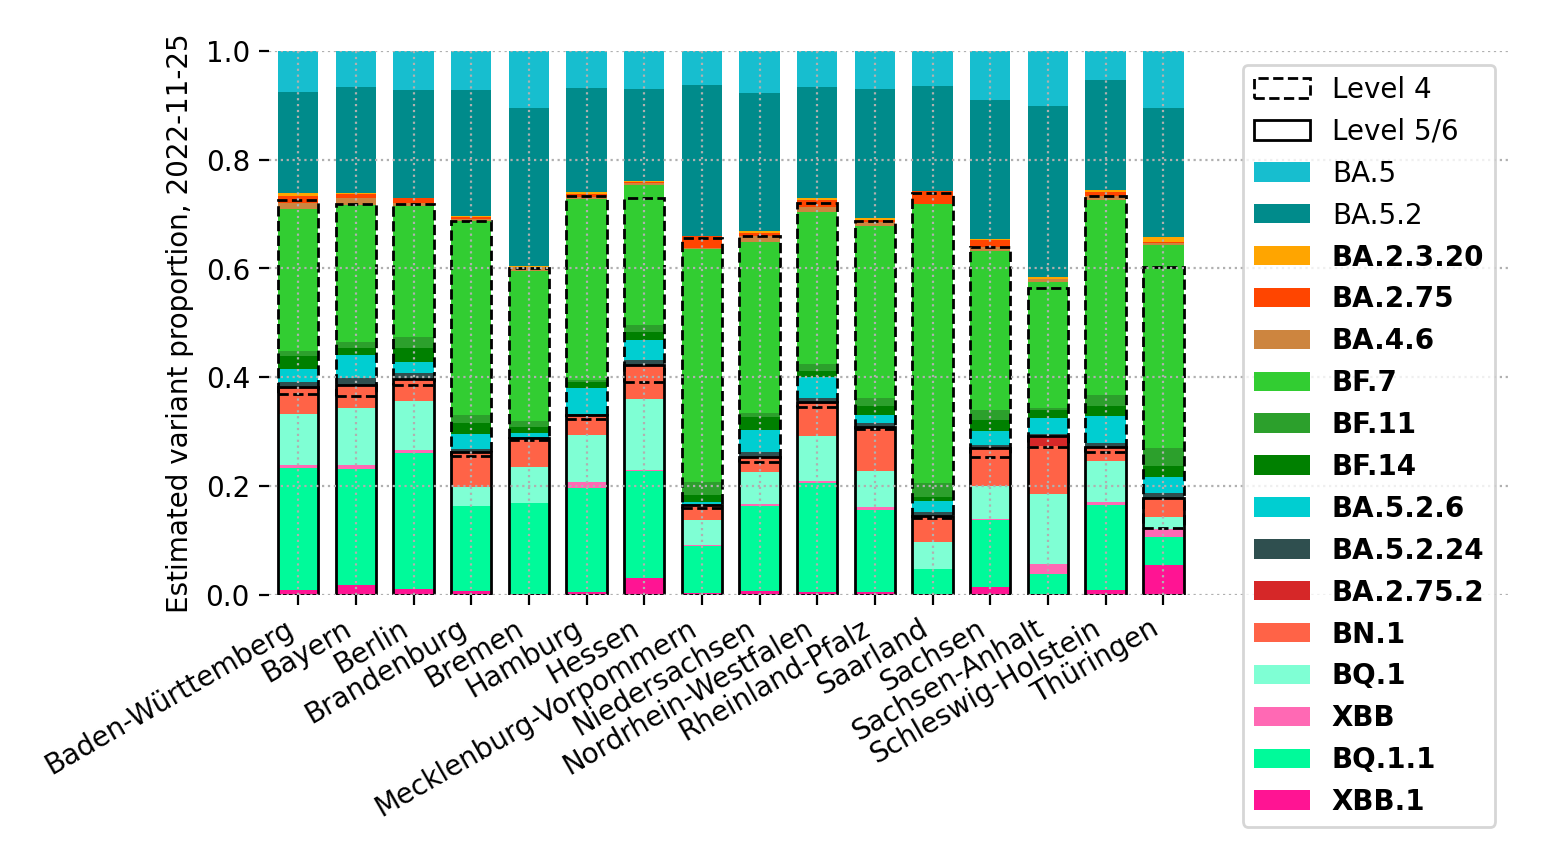 Estimated variant proportion, 2022-11-25
1.0
0.8
0.6
0.4
0.2
0.0
Baden-Württemberg
Bayern
Berlin
Brandenburg
Bremen
Hamburg
Hessen
Mecklenburg-Vorpommern
Niedersachsen
Nordrhein-Westfalen
Rheinland-Pfalz
Saarland
Sachsen
Sachsen-Anhalt
Schleswig-Holstein
Thüringen
Level 4
Level 5/6
BA.5
BA.5.2
BA.2.3.20
BA.2.75
BA.4.6
BF.7
BF.11
BF.14
BA.5.2.6
BA.5.2.24
BA.2.75.2
BN.1
BQ.1
XBB
BQ.1.1
XBB.1